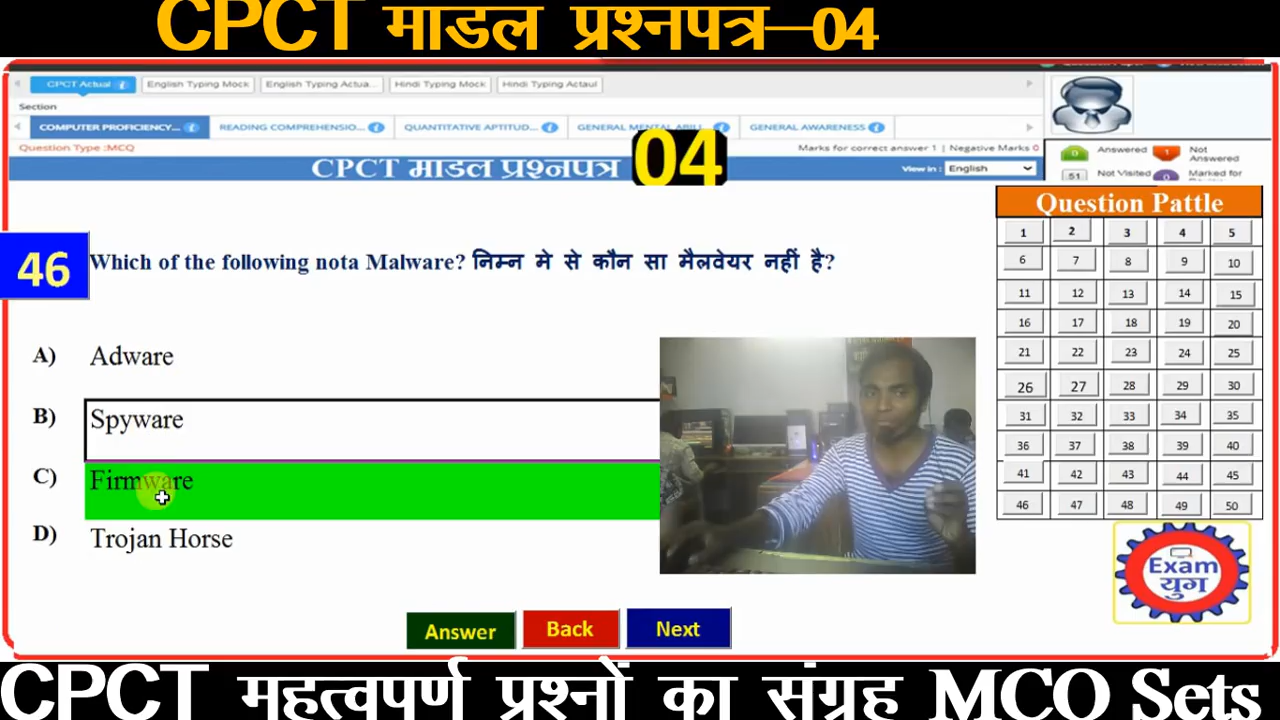 CPCT माडल प्रश्नपत्र–04
CPCT Actual
English Typing Mock
English Typing Actua...
Hindi Typing Mock
Hindi Typing Actaul
Section
COMPUTER PROFICIENCY...
READING COMPREHENSIO...
QUANTITATIVE APTITUD...
GENERAL MENTAL ABILI
GENERAL AWARENESS
Question Type :MCQ
Marks for correct answer 1 | Negative Marks 0
CPCT माडल प्रश्नपत्र 04
View in : English
0 Answered
1 Not Answered
51 Not Visited
0 Marked for
Question Pattle
1 2 3 4 5
6 7 8 9 10
11 12 13 14 15
16 17 18 19 20
21 22 23 24 25
26 27 28 29 30
31 32 33 34 35
36 37 38 39 40
41 42 43 44 45
46 47 48 49 50
46 Which of the following nota Malware? निम्न मे से कौन सा मैलवेयर नहीं है?
A) Adware
B) Spyware
C) Firmware
D) Trojan Horse
Exam
युग
Answer Back Next
CPCT महत्वपर्ण प्रश्नों का संग्रह MCQ Sets